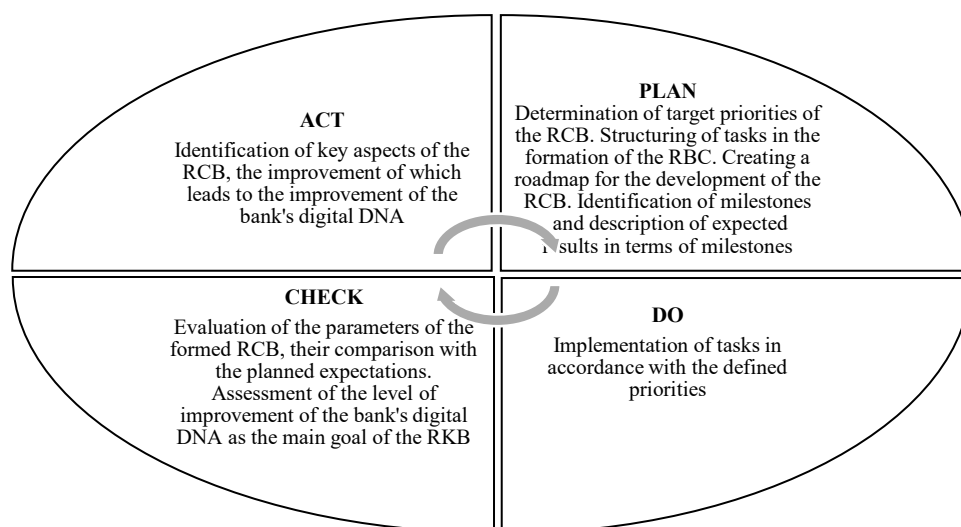 ACT
Identification of key aspects of the
RCB, the improvement of which
leads to the improvement of the
bank's digital DNA
PLAN
Determination of target priorities of
the RCB. Structuring of tasks in the
formation of the RBC. Creating a
roadmap for the development of the
RCB. Identification of milestones
and description of expected
results in terms of milestones
CHECK
Evaluation of the parameters of the
formed RCB, their comparison with
the planned expectations.
Assessment of the level of
improvement of the bank's digital
DNA as the main goal of the RKB
DO
Implementation of tasks in
accordance with the defined
priorities